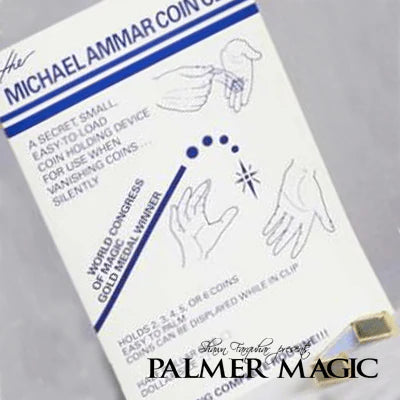 the
MICHAEL AMMAR COIN
A SECRET, SMALL,
EASY-TO-LOAD
COIN HOLDING DEVICE
FOR USE WHEN
VANISHING COINS...
SILENTLY
WORLD CONGRESS
OF MAGIC
GOLD MEDAL WINNER
HOLDS 2, 3, 4, 5, OR 6 COINS
EASY TO PALM
COINS CAN BE DISPLAYED WHILE IN CLIP
Shawn Farquhar presents
PALMER MAGIC